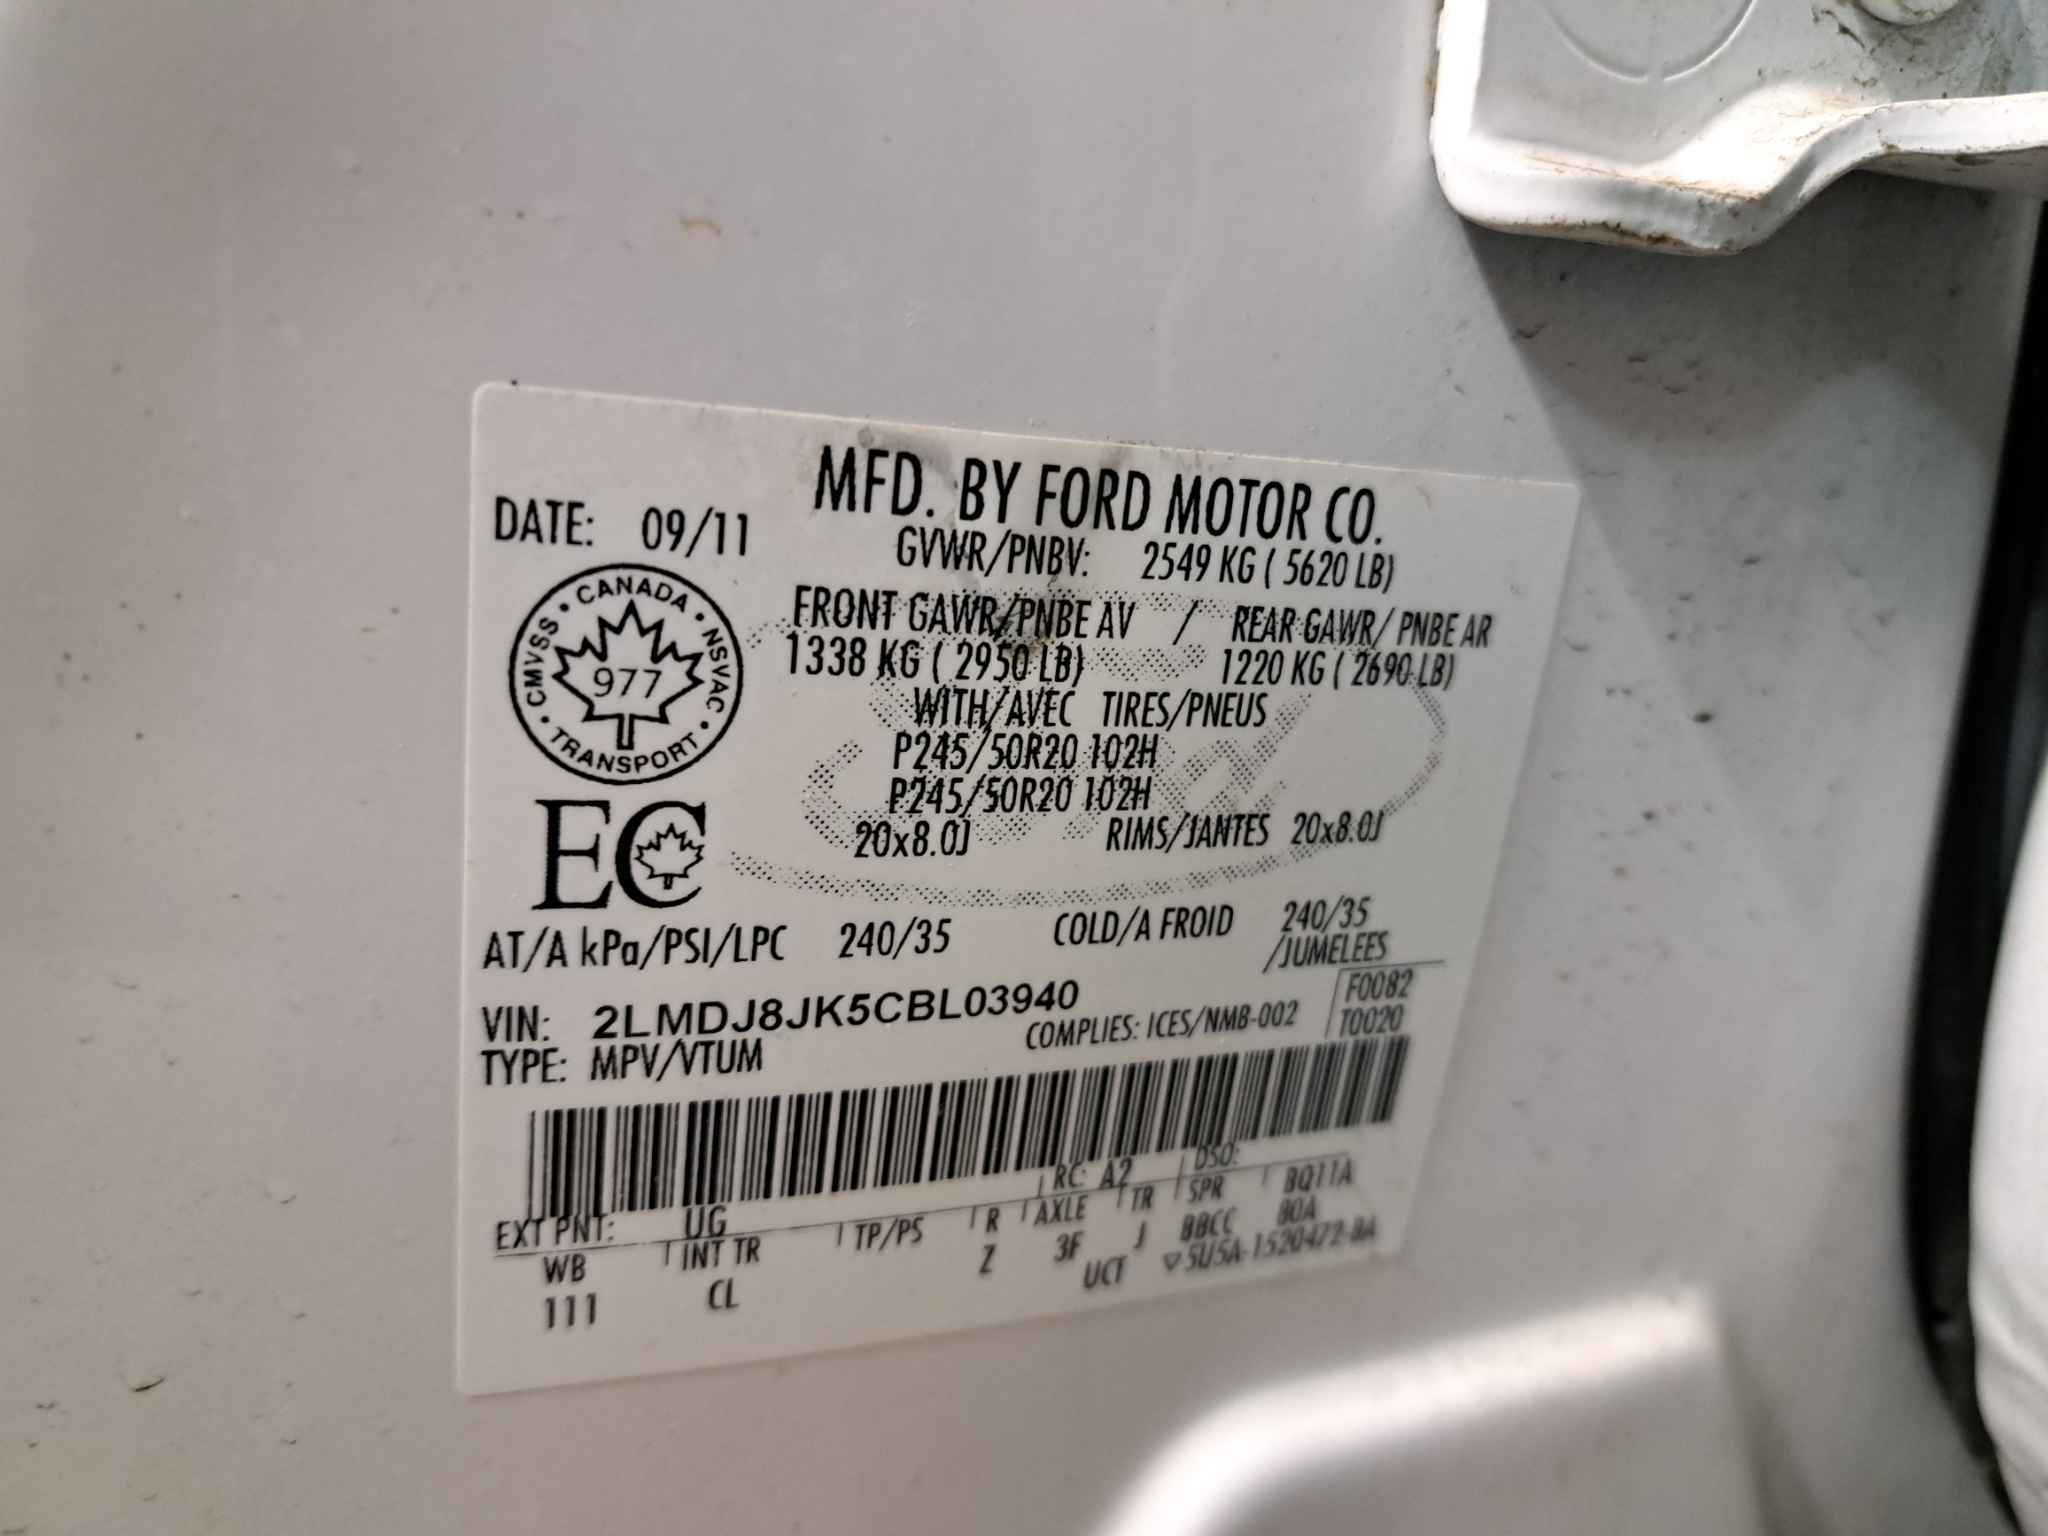 MFD. BY FORD MOTOR CO.
DATE: 09/11
GVWR/PNBV: 2549 KG ( 5620 LB)
FRONT GAWR/PNBE AV / REAR GAWR/ PNBE AR
1338 KG ( 2950 LB) 1220 KG ( 2690 LB)
WITH/AVEC TIRES/PNEUS
P245/50R20 102H
P245/50R20 102H
20x8.0J RIMS/JANTES 20x8.0J
CANADA • NSVAC • TRANSPORT • CMVSS •
977
EC
AT/A kPa/PSI/LPC 240/35 COLD/A FROID 240/35
/JUMELEES
VIN: 2LMDJ8JK5CBL03940
F0082
TYPE: MPV/VTUM COMPLIES: ICES/NMB-002 T0020
RC: A2 DSO:
EXT PNT: UG
WB INT TR TP/PS R AXLE TR SPR BQ11A
111 CL Z 3F J BBCC 80A
UCT ▽5U5A-1520472-BA